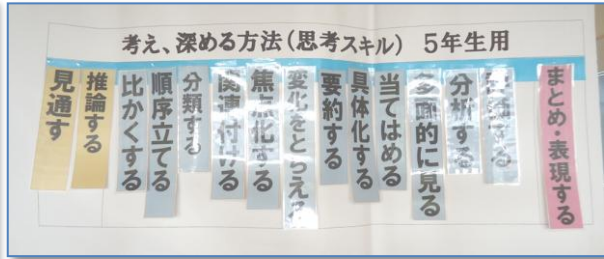 考え、深める方法(思考スキル) 5年生用
見通す
推論する
比かくする
順序立てる
分類する
関連付ける
焦点化する
変化をとらえる
要約する
具体化する
当てはめる
多面的に見る
分析する
まとめ・表現する